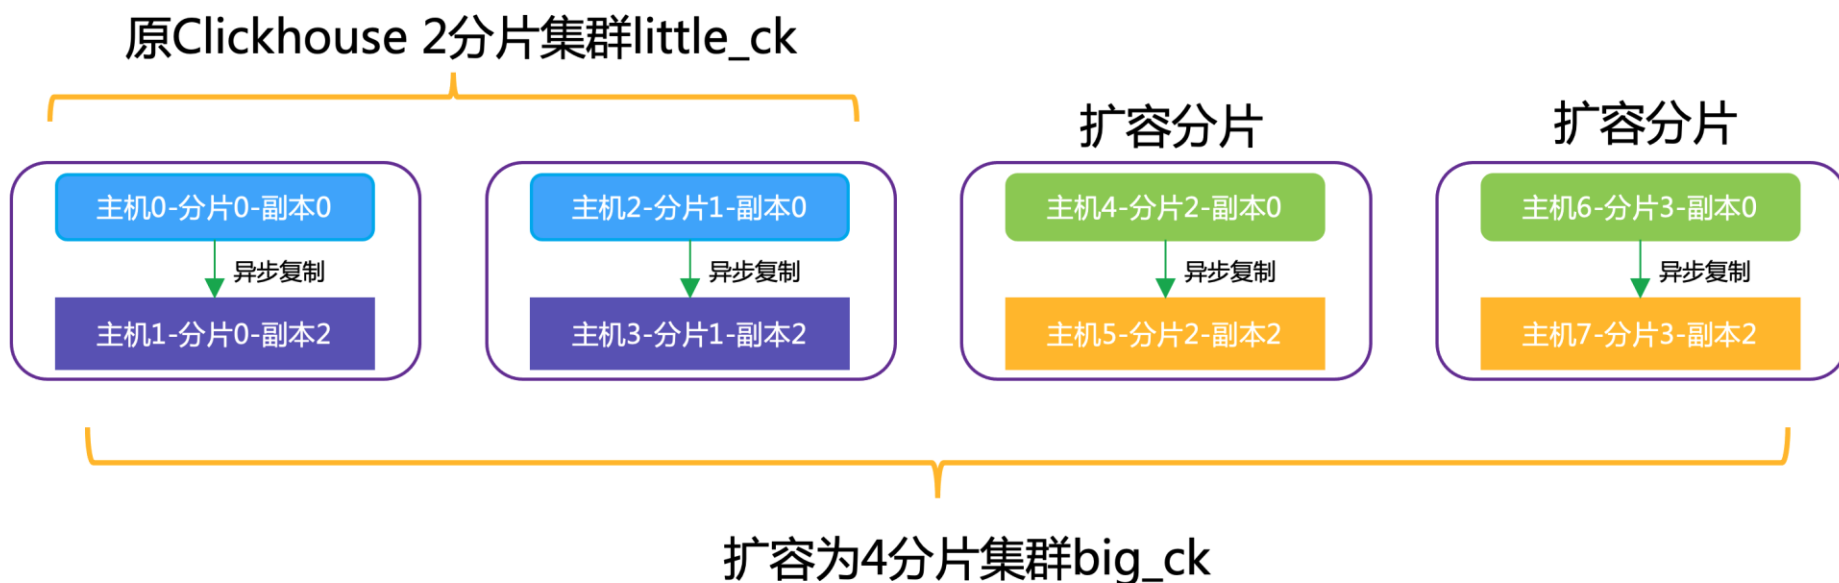 原Clickhouse 2分片集群little_ck
扩容分片
扩容分片
主机0-分片0-副本0
主机2-分片1-副本0
主机4-分片2-副本0
主机6-分片3-副本0
异步复制
异步复制
异步复制
异步复制
主机1-分片0-副本2
主机3-分片1-副本2
主机5-分片2-副本2
主机7-分片3-副本2
扩容为4分片集群big_ck